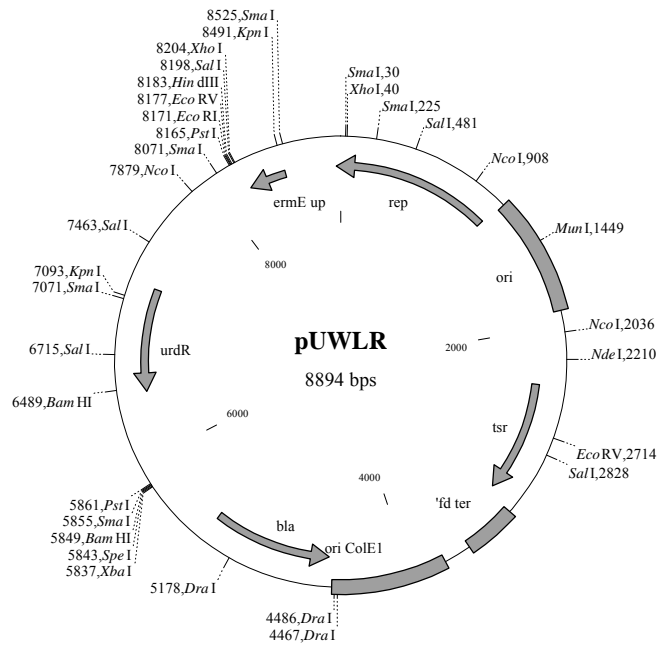 8525,SmaI
8491,KpnI
8204,XhoI
8198,SalI
8183,HindIII
8177,EcoRV
8171,EcoRI
8165,PstI
8071,SmaI
7879,NcoI
7463,SalI
7093,KpnI
7071,SmaI
6715,SalI
6489,BamHI
5861,PstI
5855,SmaI
5849,BamHI
5843,SpeI
5837,XbaI
5178,DraI
4486,DraI
4467,DraI
SmaI,30
XhoI,40
SmaI,225
SalI,481
NcoI,908
MunI,1449
NcoI,2036
NdeI,2210
EcoRV,2714
SalI,2828
ermE up
rep
ori
tsr
'fd ter
ori ColE1
bla
urdR
8000
2000
4000
6000
pUWLR
8894 bps